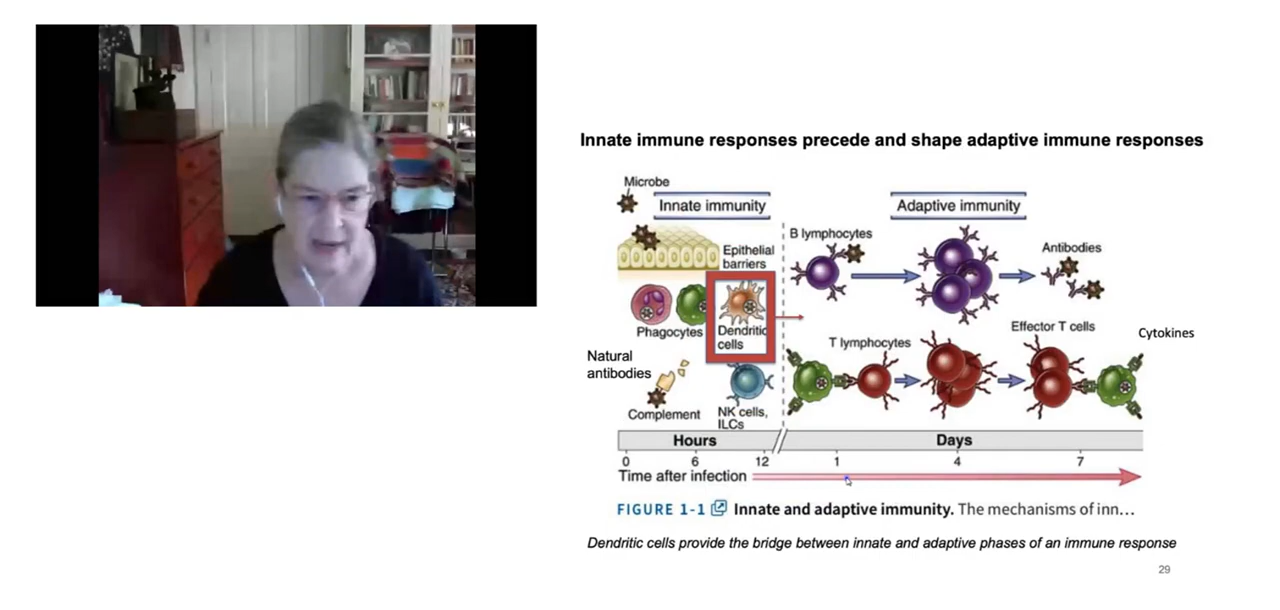 Innate immune responses precede and shape adaptive immune responses
Microbe
Innate immunity
Adaptive immunity
Epithelial
barriers
B lymphocytes
Antibodies
Phagocytes
Dendritic
cells
T lymphocytes
Effector T cells
Cytokines
Natural
antibodies
Complement
NK cells,
ILCs
Hours
Days
0 6 12 1 4 7
Time after infection
FIGURE 1-1 Innate and adaptive immunity. The mechanisms of inn...
Dendritic cells provide the bridge between innate and adaptive phases of an immune response
29